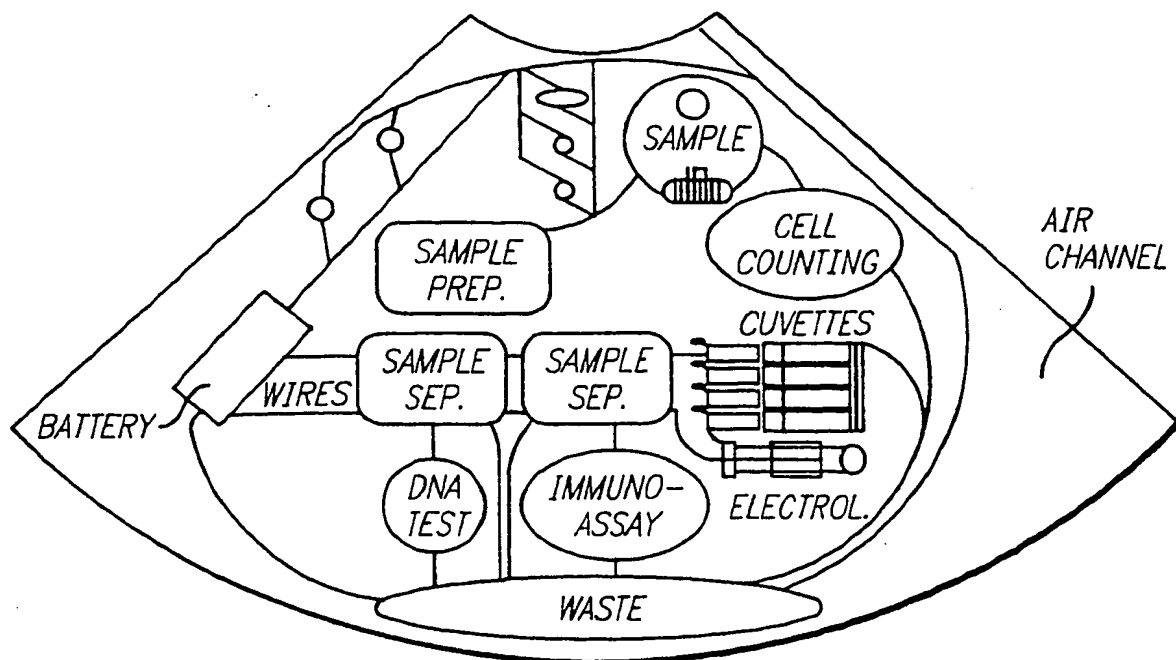 SAMPLE
CELL
COUNTING
AIR
CHANNEL
SAMPLE
PREP.
CUVETTES
SAMPLE
SEP.
SAMPLE
SEP.
WIRES
BATTERY
DNA
TEST
IMMUNO-
ASSAY
ELECTROL.
WASTE